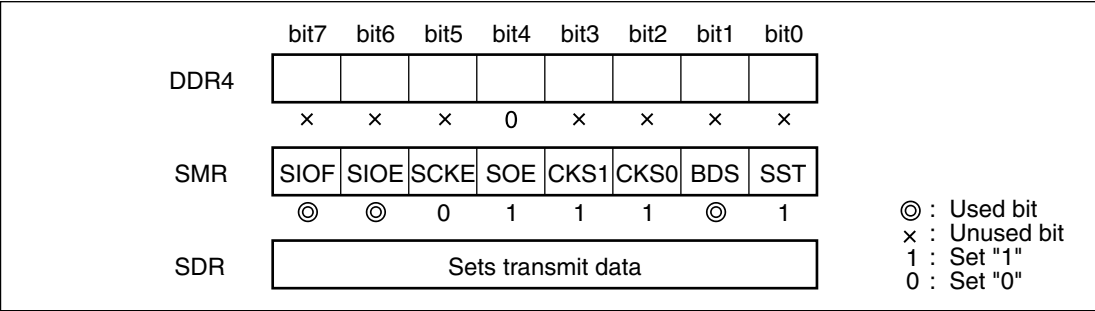 bit7 bit6 bit5 bit4 bit3 bit2 bit1 bit0
DDR4
× × × 0 × × × ×
SMR SIOF SIOE SCKE SOE CKS1 CKS0 BDS SST
◎ ◎ 0 1 1 1 ◎ 1
SDR Sets transmit data
◎ : Used bit
× : Unused bit
1 : Set "1"
0 : Set "0"